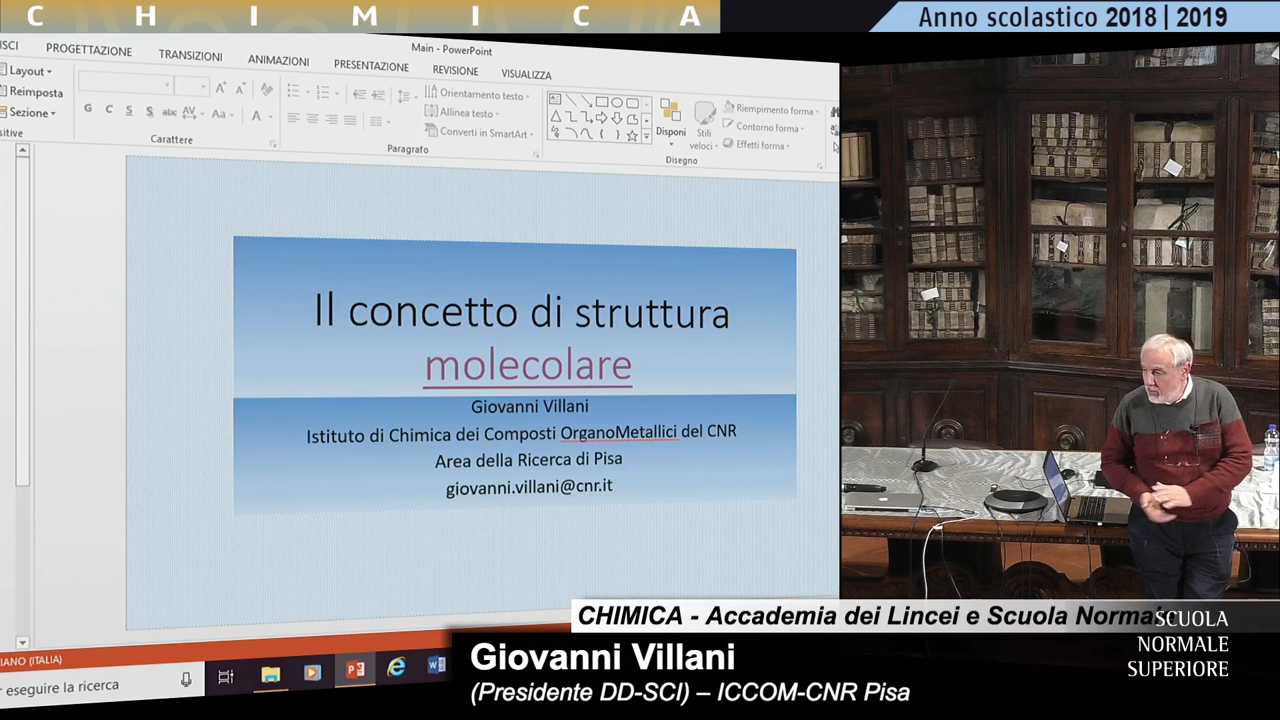 CHIMICA
Anno scolastico 2018 | 2019
Main - PowerPoint
PROGETTAZIONE TRANSIZIONI ANIMAZIONI PRESENTAZIONE REVISIONE VISUALIZZA
Layout
Reimposta
Sezione
Carattere
Orientamento testo
Allinea testo
Converti in SmartArt
Paragrafo
Disponi
Stili
veloci
Riempimento forma
Contorno forma
Effetti forma
Disegno
Il concetto di struttura
molecolare
Giovanni Villani
Istituto di Chimica dei Composti OrganoMetallici del CNR
Area della Ricerca di Pisa
giovanni.villani@cnr.it
(ITALIA)
eseguire la ricerca
CHIMICA - Accademia dei Lincei e Scuola
Giovanni Villani
(Presidente DD-SCI) – ICCOM-CNR Pisa
SCUOLA
NORMALE
SUPERIORE